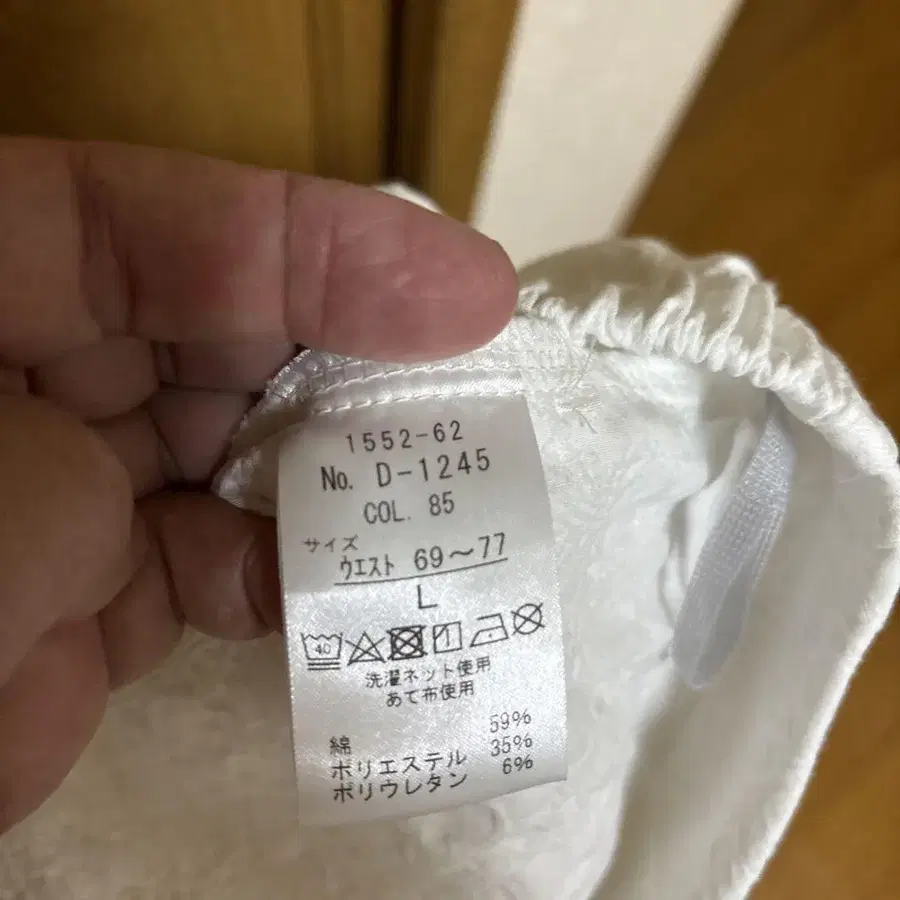 1552-62
No. D-1245
COL. 85
サイズ
ウエスト 69〜77
L
40
洗濯ネット使用
あて布使用
綿 59%
ポリエステル 35%
ポリウレタン 6%